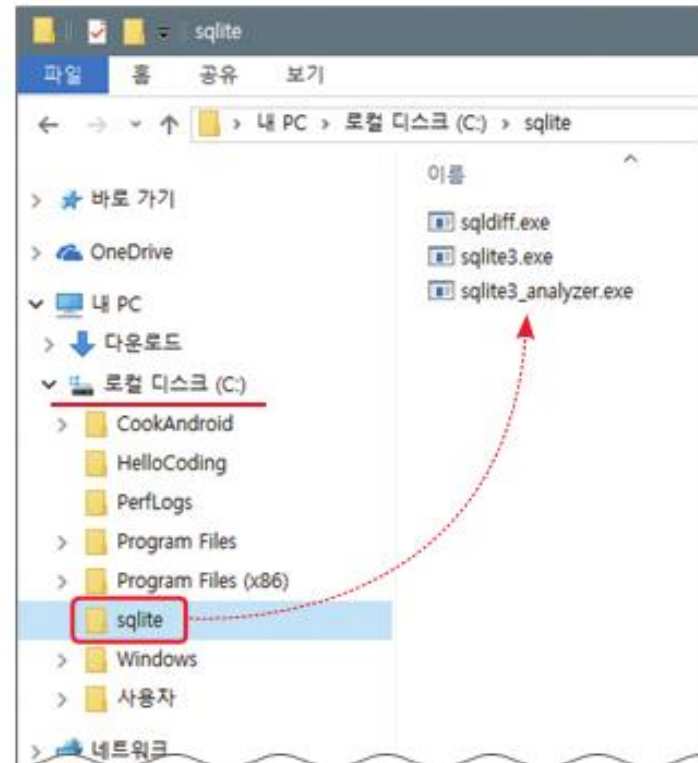 sqlite
파일 홈 공유 보기
내 PC > 로컬 디스크 (C:) > sqlite
바로 가기
OneDrive
내 PC
다운로드
로컬 디스크 (C:)
CookAndroid
HelloCoding
PerfLogs
Program Files
Program Files (x86)
sqlite
Windows
사용자
네트워크
이름
sqldiff.exe
sqlite3.exe
sqlite3_analyzer.exe